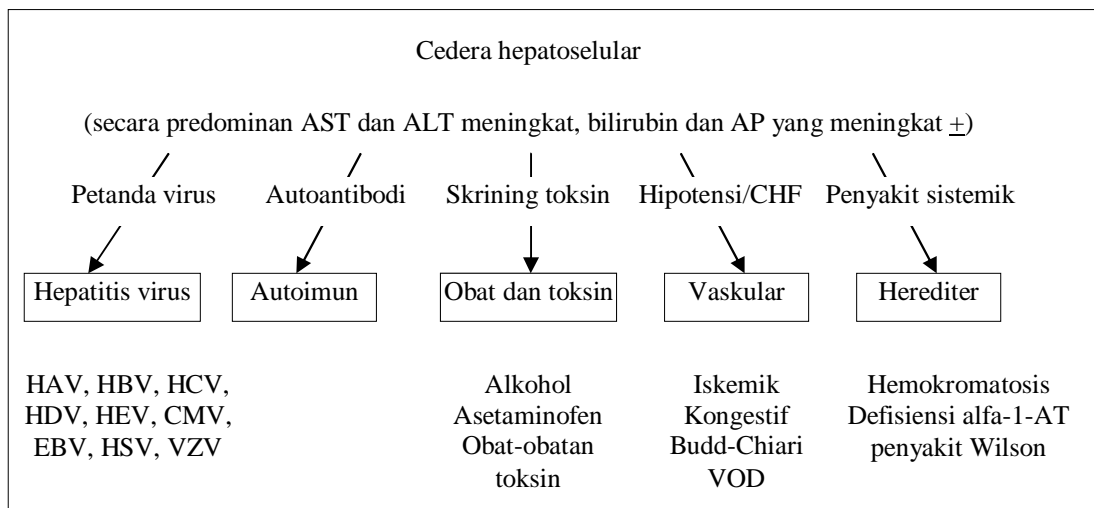 Cedera hepatoselular
(secara predominan AST dan ALT meningkat, bilirubin dan AP yang meningkat +)
Petanda virus
Autoantibodi
Skrining toksin
Hipotensi/CHF
Penyakit sistemik
Hepatitis virus
Autoimun
Obat dan toksin
Vaskular
Herediter
HAV, HBV, HCV,
HDV, HEV, CMV,
EBV, HSV, VZV
Alkohol
Asetaminofen
Obat-obatan
toksin
Iskemik
Kongestif
Budd-Chiari
VOD
Hemokromatosis
Defisiensi alfa-1-AT
penyakit Wilson